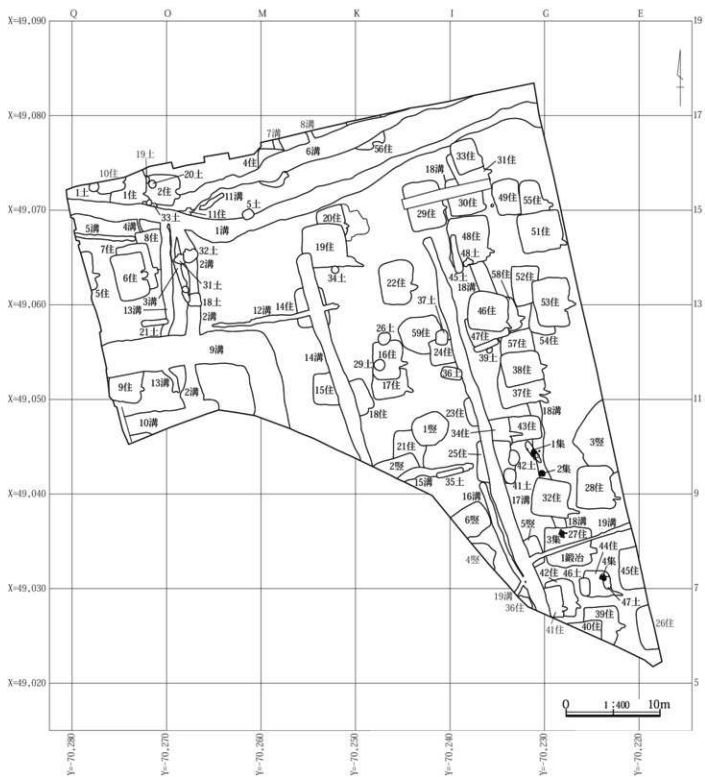 Q O M K I G E
X=49,090 19
X=49,080 17
8溝
7溝
6溝
4住
56住
19土
20土
10住
1土
1住
2住
11溝
5土
33土
11住
1溝
X=49,070 15
5溝
4溝
7住
8住
32土
2溝
6住
31土
5住
3溝
18土
13溝
2溝
21土
X=49,060 13
20住
19住
34土
22住
33住
31住
18溝
30住
29住
49住
55住
51住
48住
48土
45土
18溝
58住
52住
53住
46住
37土
47住
39土
54住
57住
12溝
14住
26土
59住
24住
16住
29土
36土
17住
38住
37住
9溝
14溝
15住
18住
9住
13溝
2溝
10溝
X=49,050 11
18溝
23住
43住
1竪
34住
21住
25住
2竪
1集
3竪
42土
2集
15溝
35土
41土
X=49,040 9
16溝
17溝
32住
28住
6竪
5竪
18溝
19溝
3集
27住
4竪
1鍛冶
44住
42住
46土
4集
45住
X=49,030 7
47土
19溝
36住
39住
40住
41住
26住
X=49,020 5
0 1:400 10m
Y=-70,280
Y=-70,270
Y=-70,260
Y=-70,250
Y=-70,240
Y=-70,230
Y=-70,220